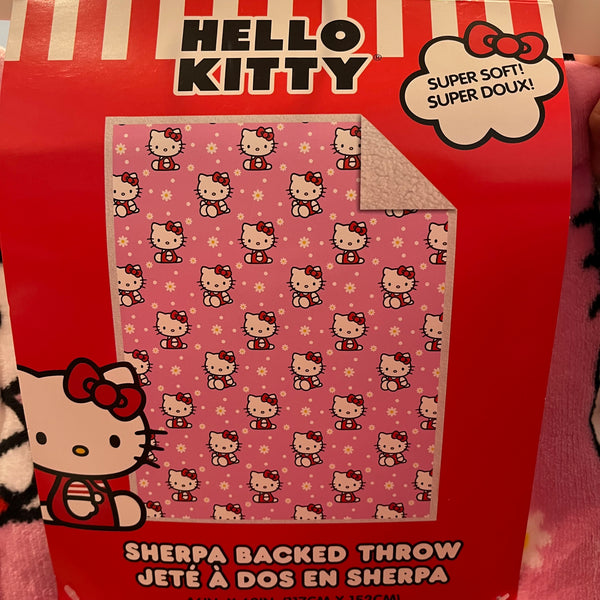 HELLO
KITTY®
SUPER SOFT!
SUPER DOUX!
SHERPA BACKED THROW
JETÉ À DOS EN SHERPA